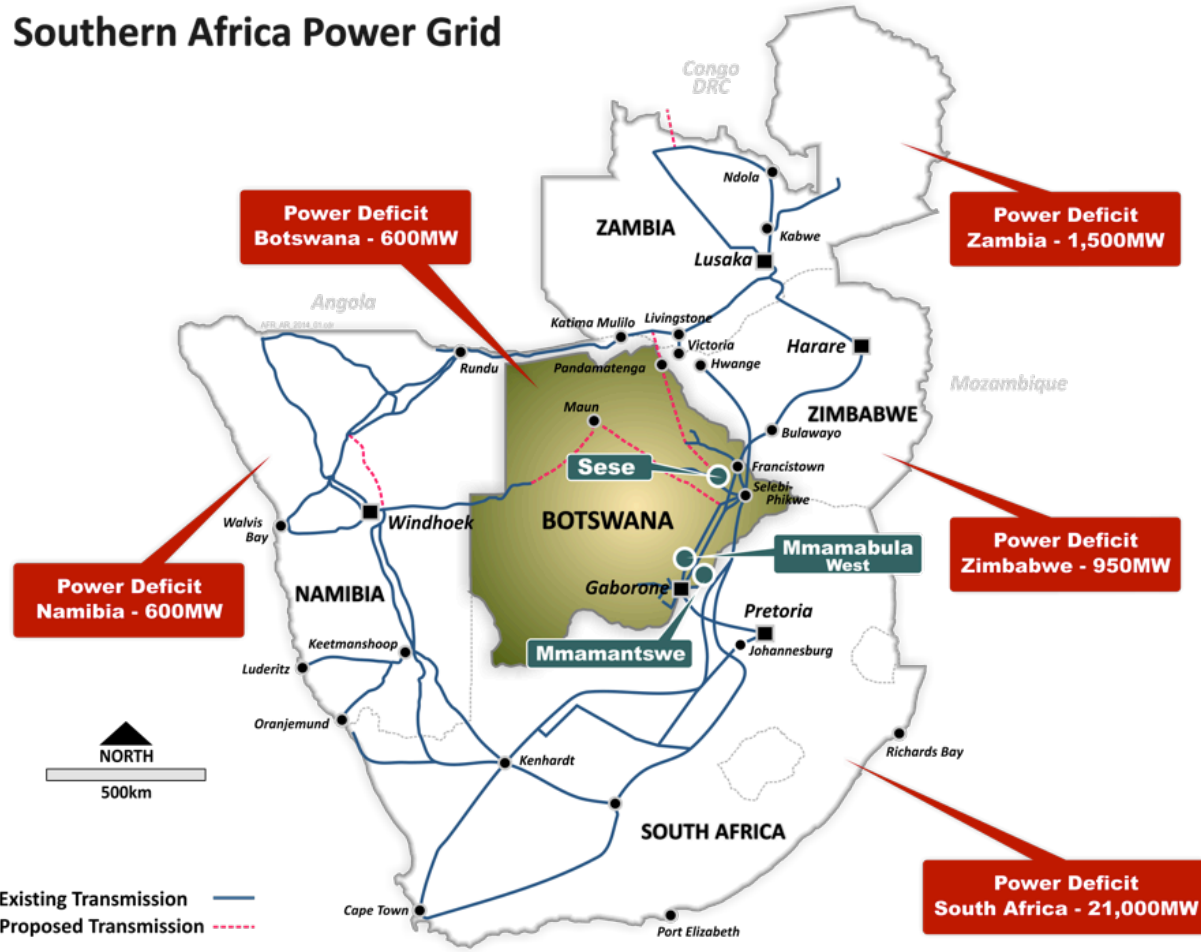 Southern Africa Power Grid
Congo
DRC
Ndola
Power Deficit
Botswana - 600MW
Power Deficit
Zambia - 1,500MW
ZAMBIA
Kabwe
Lusaka
Angola
AFR_AR_2014_01.cdr
Katima Mulilo
Livingstone
Rundu
Victoria
Harare
Pandamatenga
Hwange
Mozambique
Maun
ZIMBABWE
Bulawayo
Sese
Francistown
Selebi-
Phikwe
Walvis
Bay
Windhoek
BOTSWANA
Power Deficit
Zimbabwe - 950MW
Mmamabula
West
Power Deficit
Namibia - 600MW
NAMIBIA
Gaborone
Pretoria
Keetmanshoop
Mmamantswe
Johannesburg
Luderitz
Oranjemund
NORTH
500km
Kenhardt
Richards Bay
SOUTH AFRICA
Power Deficit
South Africa - 21,000MW
Existing Transmission
Proposed Transmission
Cape Town
Port Elizabeth